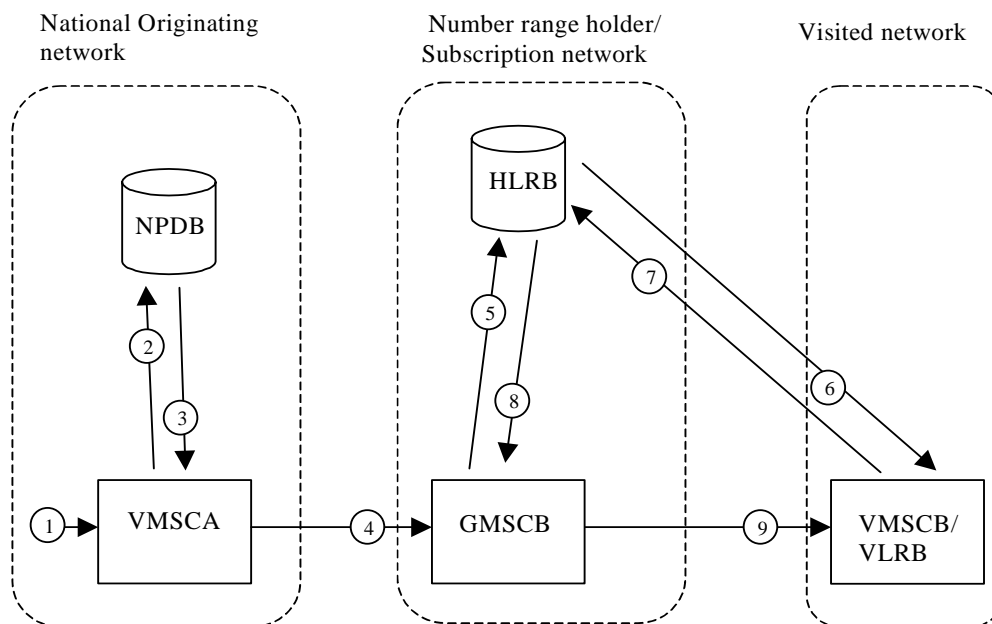 National Originating
network
Number range holder/
Subscription network
Visited network
NPDB
HLRB
2
3
5
8
7
6
1
VMSCA
4
GMSCB
9
VMSCB/
VLRB